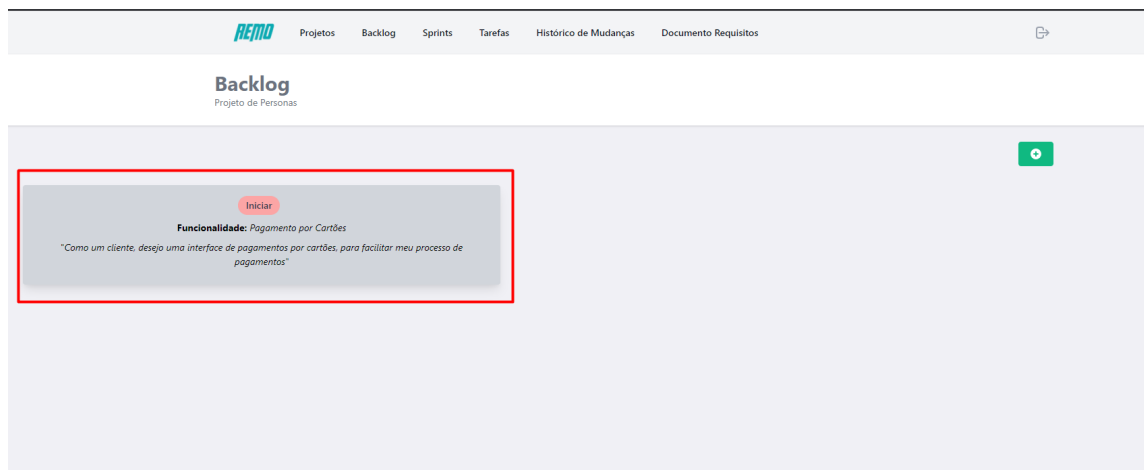 REMO Projetos Backlog Sprints Tarefas Histórico de Mudanças Documento Requisitos
Backlog
Projeto de Personas
Iniciar
Funcionalidade: Pagamento por Cartões
"Como um cliente, desejo uma interface de pagamentos por cartões, para facilitar meu processo de
pagamentos"